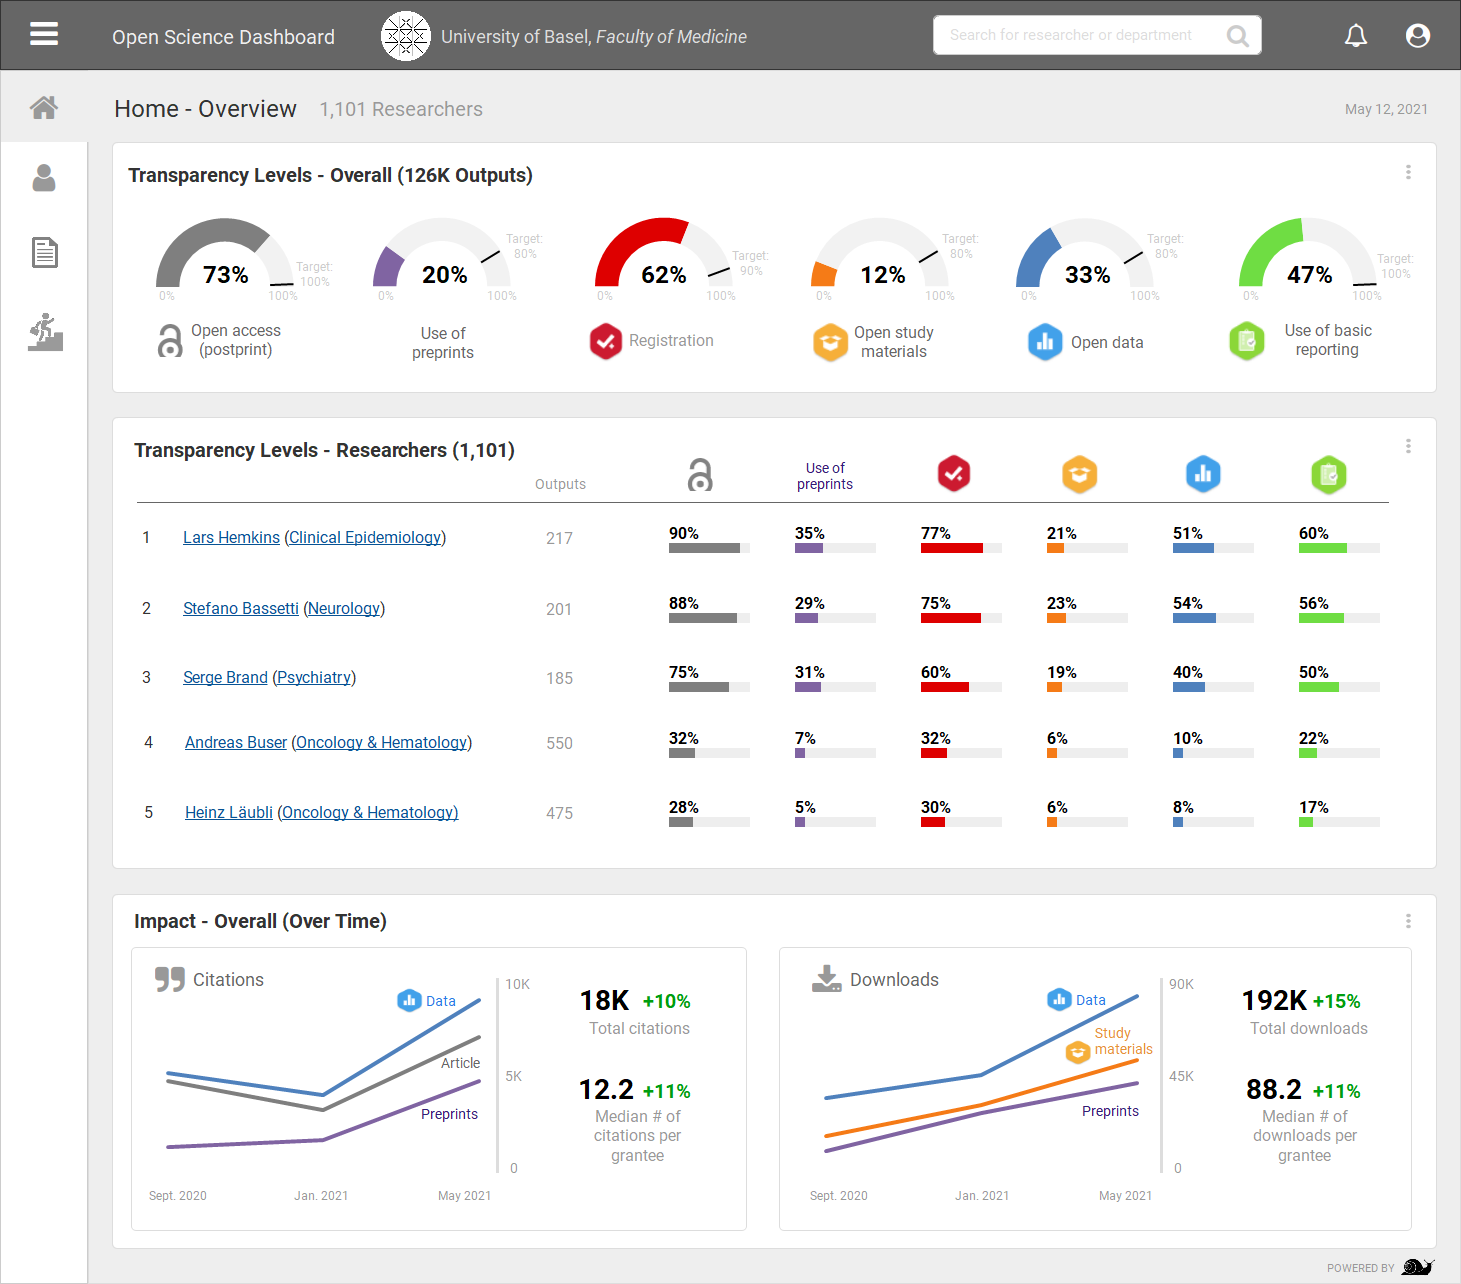 Open Science Dashboard
University of Basel, Faculty of Medicine
Search for researcher or department
Home - Overview
1,101 Researchers
May 12, 2021
Transparency Levels - Overall (126K Outputs)
73%
0%
100%
Target:
100%
Open access
(postprint)
20%
0%
100%
Target:
80%
Use of
preprints
62%
0%
100%
Target:
90%
Registration
12%
0%
100%
Target:
80%
Open study
materials
33%
0%
100%
Target:
80%
Open data
47%
0%
100%
Target:
100%
Use of basic
reporting
Transparency Levels - Researchers (1,101)
Outputs
Use of
preprints
1 Lars Hemkins (Clinical Epidemiology) 217 90% 35% 77% 21% 51% 60%
2 Stefano Bassetti (Neurology) 201 88% 29% 75% 23% 54% 56%
3 Serge Brand (Psychiatry) 185 75% 31% 60% 19% 40% 50%
4 Andreas Buser (Oncology & Hematology) 550 32% 7% 32% 6% 10% 22%
5 Heinz Läubli (Oncology & Hematology) 475 28% 5% 30% 6% 8% 17%
Impact - Overall (Over Time)
Citations
Data
Article
Preprints
10K
5K
0
Sept. 2020
Jan. 2021
May 2021
18K +10%
Total citations
12.2 +11%
Median # of
citations per
grantee
Downloads
Data
Study
materials
Preprints
90K
45K
0
Sept. 2020
Jan. 2021
May 2021
192K +15%
Total downloads
88.2 +11%
Median # of
downloads per
grantee
POWERED BY